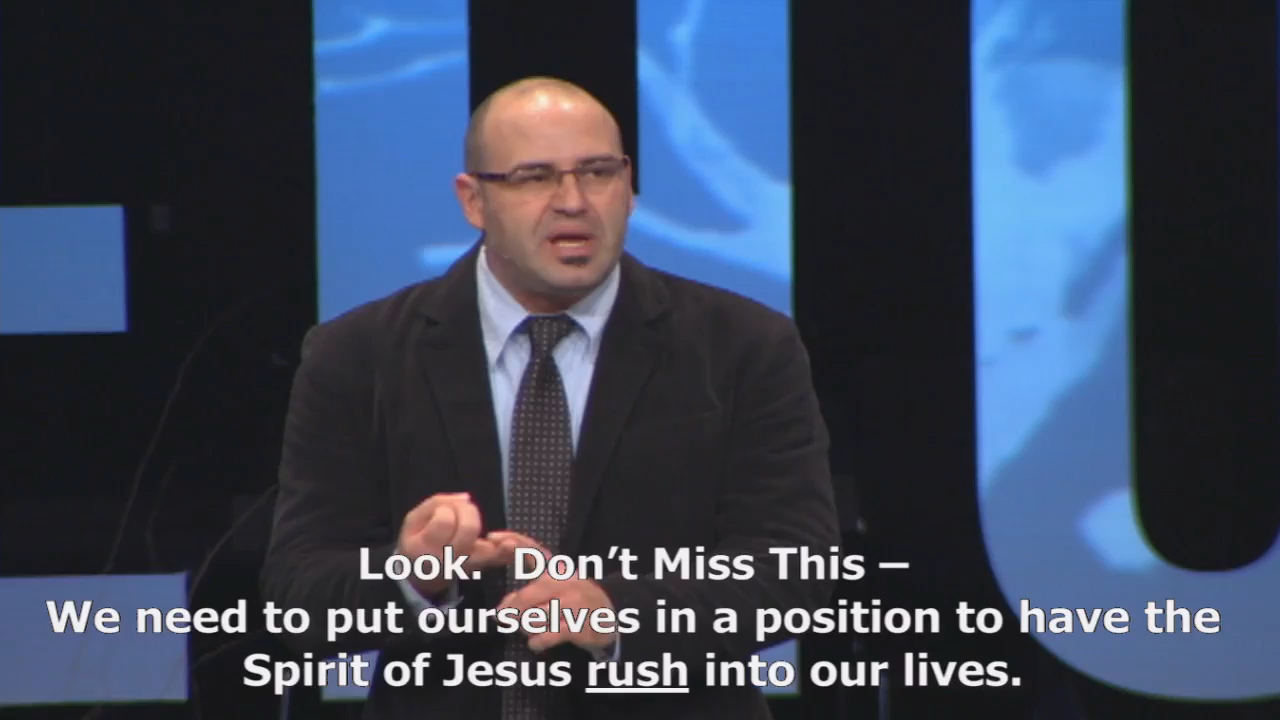 Look.  Don’t Miss This –
We need to put ourselves in a position to have the
Spirit of Jesus rush into our lives.